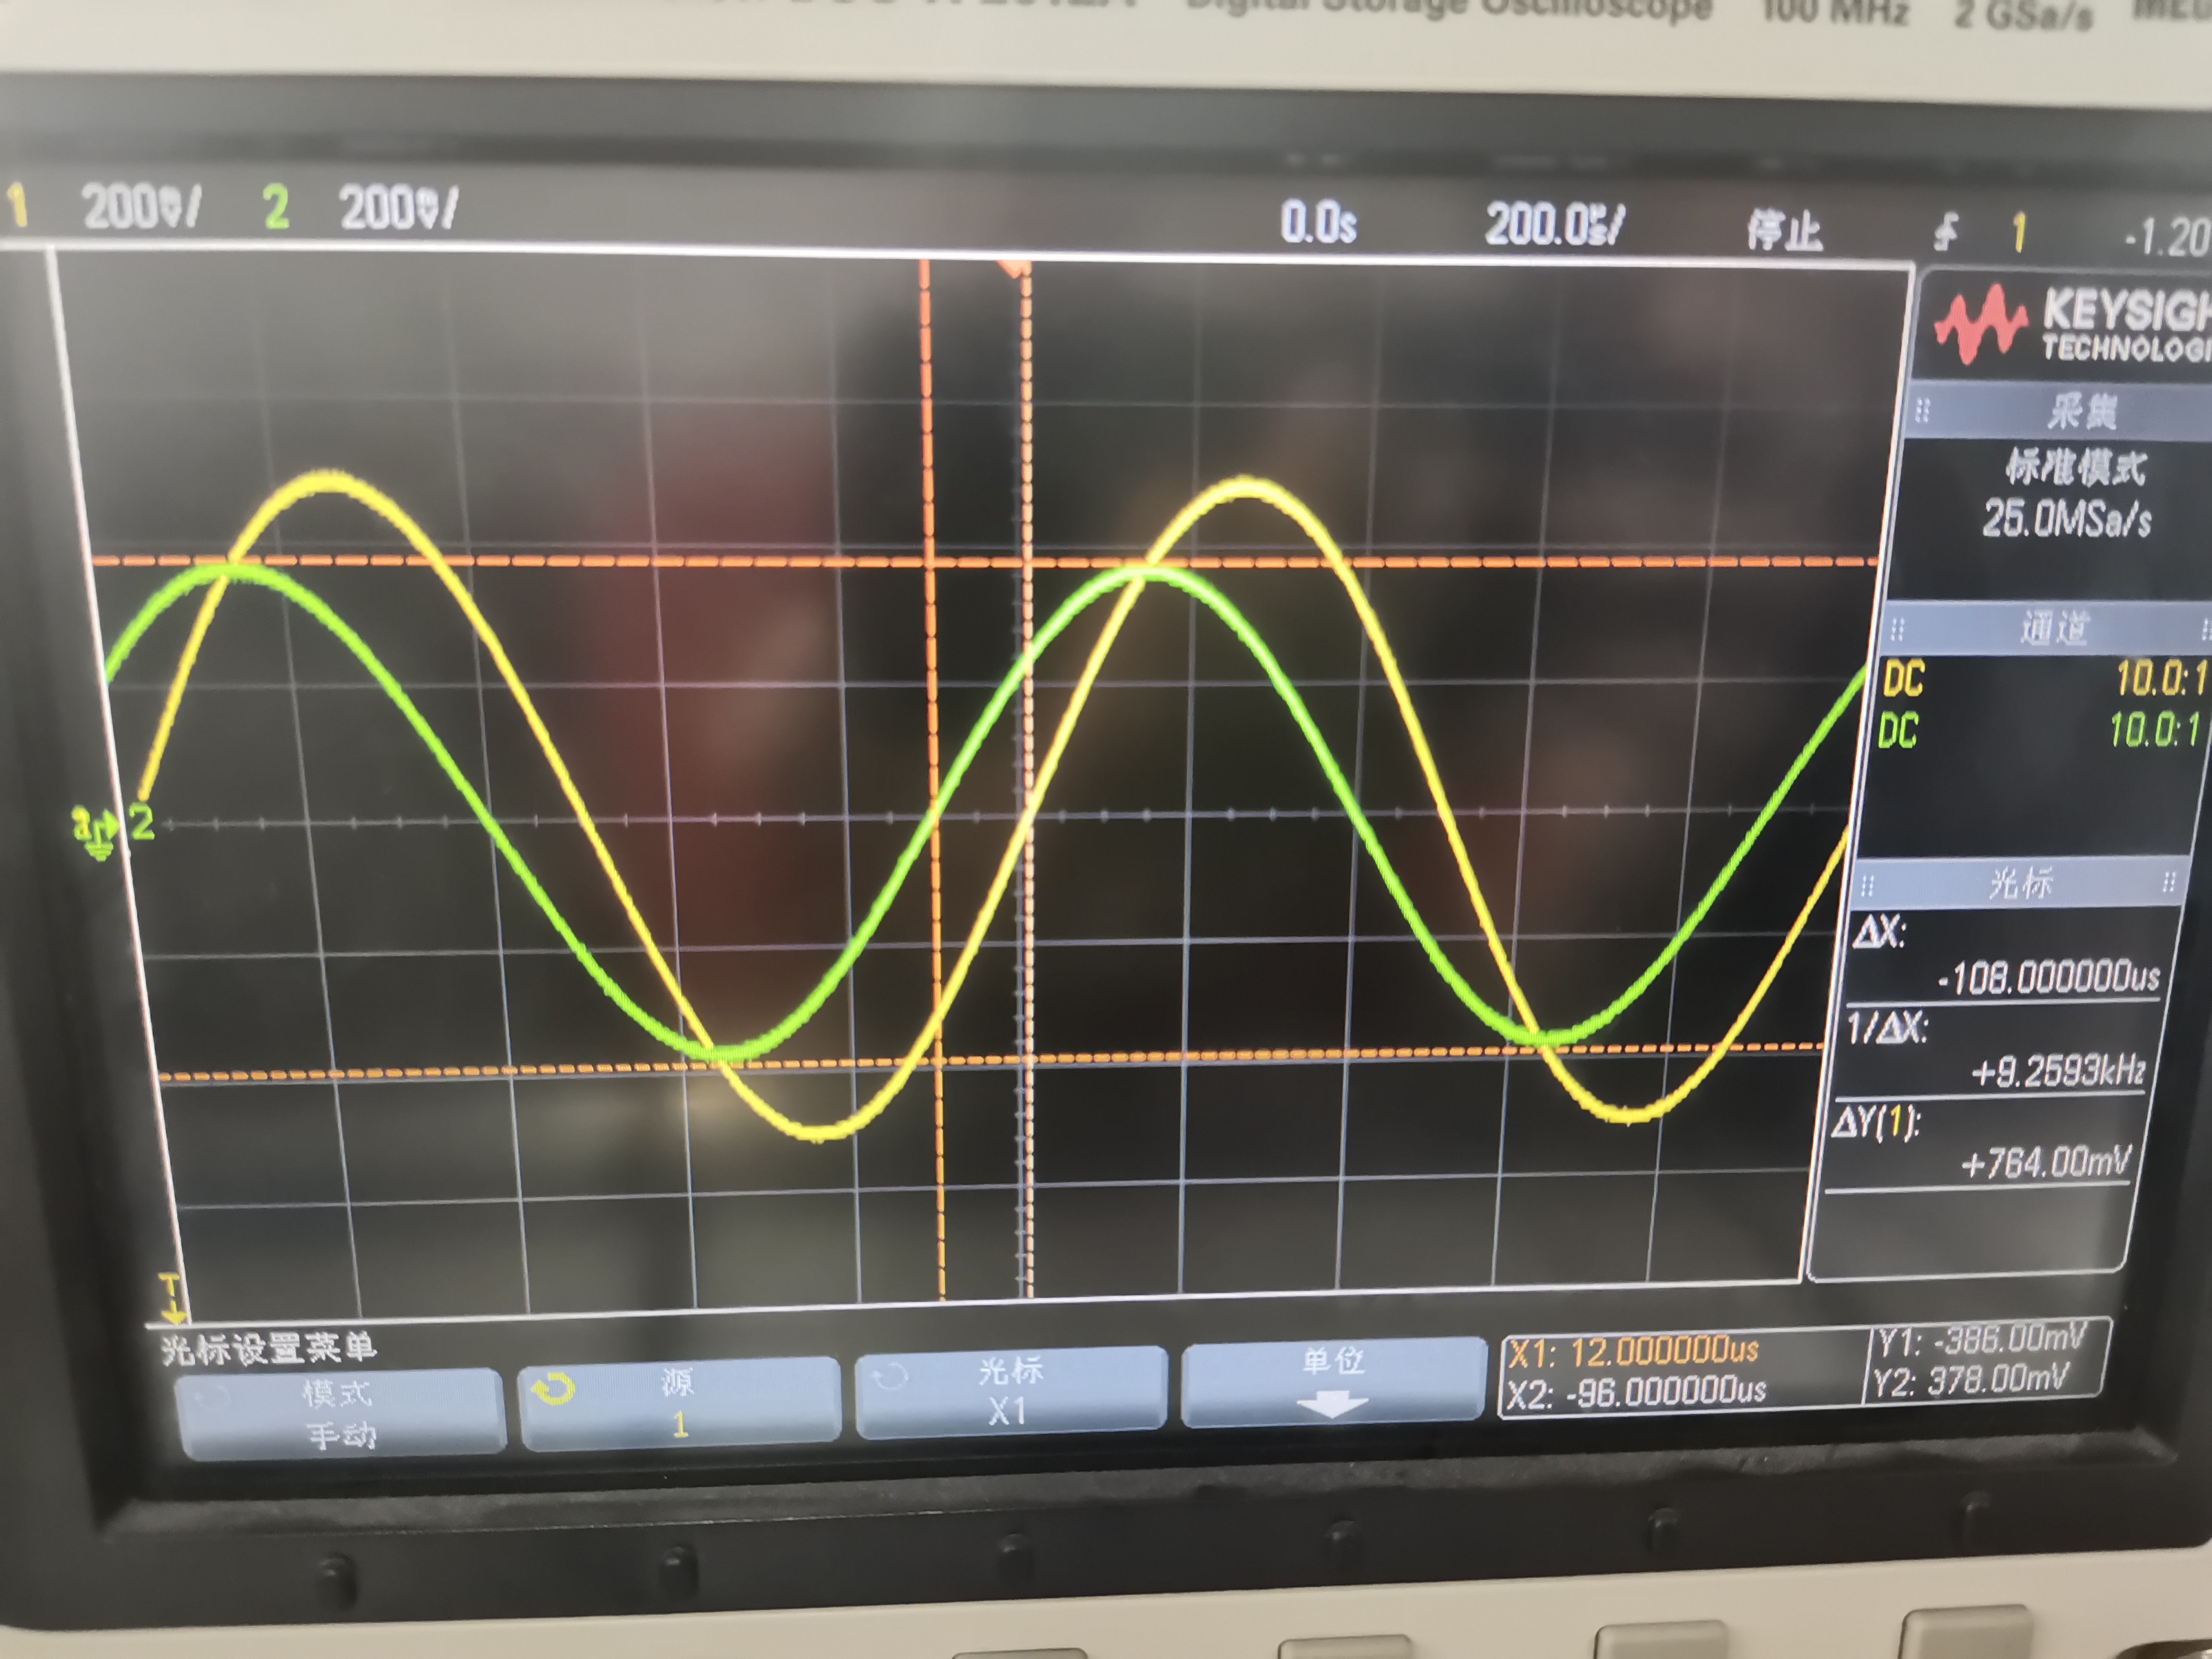 Digital Storage Oscilloscope 100 MHz 2 GSa/s
1 200mV/ 2 200mV/ 0.0s 200.0us/ 停止 1 -1.20
KEYSIGH
TECHNOLOGI
采集
标准模式
25.0MSa/s
通道
DC 10.0:1
DC 10.0:1
2
光标
ΔX:
-108.000000us
1/ΔX:
+9.2593kHz
ΔY(1):
+764.00mV
T
光标设置菜单
模式
手动
源
1
光标
X1
单位
X1: 12.000000us
X2: -96.000000us
Y1: -386.00mV
Y2: 378.00mV